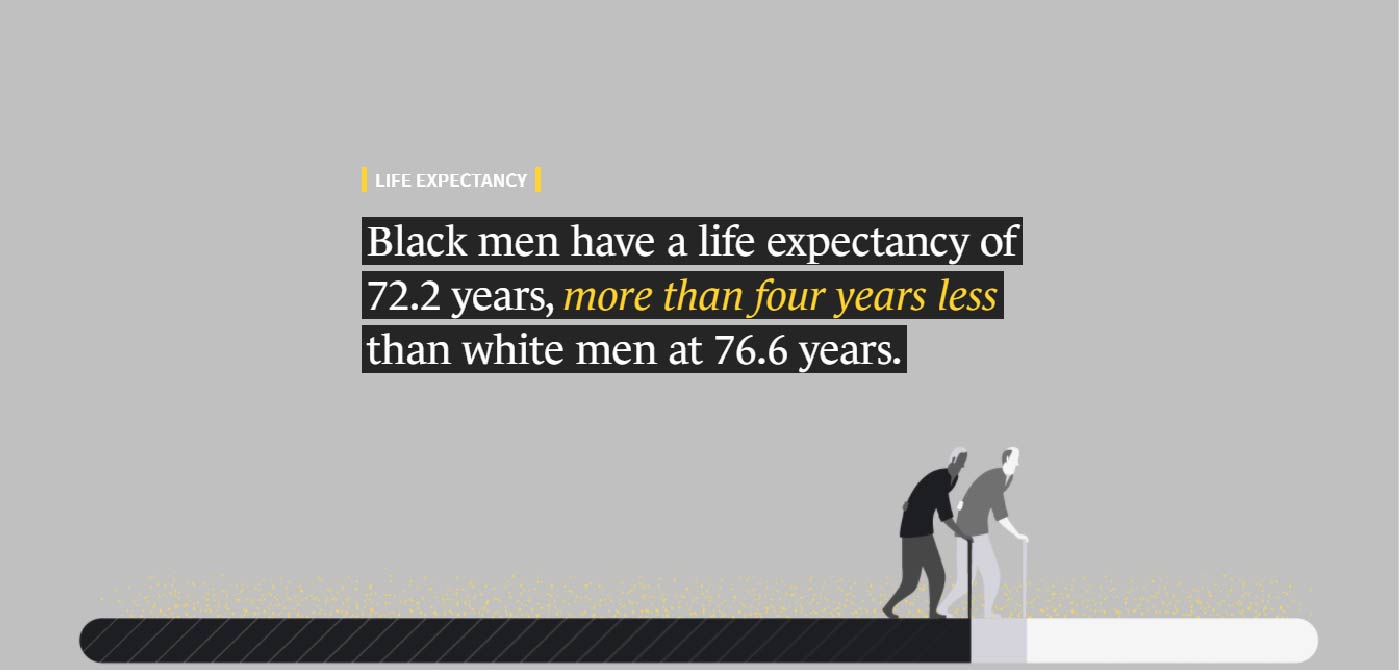 LIFE EXPECTANCY
Black men have a life expectancy of
72.2 years, more than four years less
than white men at 76.6 years.